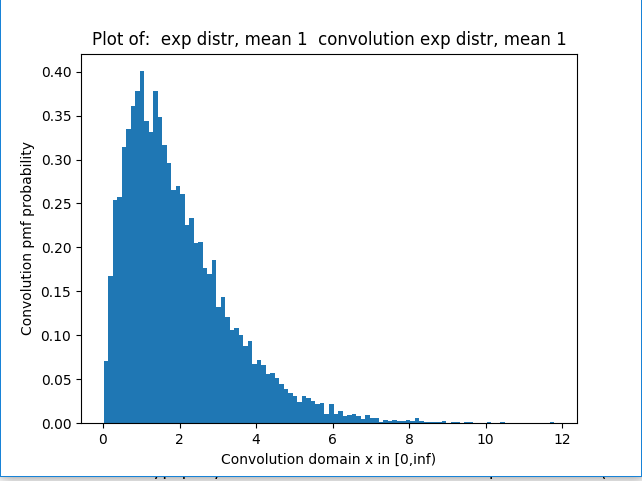 Plot of: exp distr, mean 1 convolution exp distr, mean 1
Convolution pmf probability
0.40
0.35
0.30
0.25
0.20
0.15
0.10
0.05
0.00
0 2 4 6 8 10 12
Convolution domain x in [0,inf)